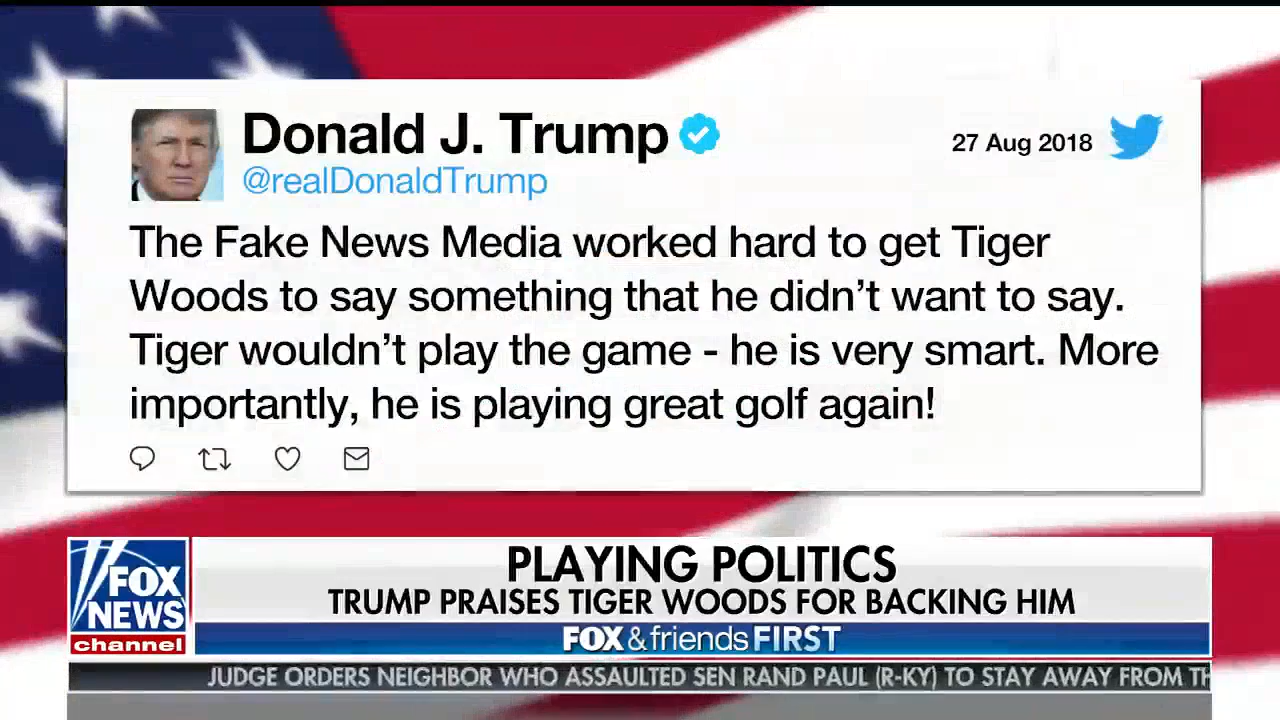 Donald J. Trump
27 Aug 2018
@realDonaldTrump
The Fake News Media worked hard to get Tiger
Woods to say something that he didn’t want to say.
Tiger wouldn’t play the game - he is very smart. More
importantly, he is playing great golf again!
FOX
NEWS
channel
PLAYING POLITICS
TRUMP PRAISES TIGER WOODS FOR BACKING HIM
FOX & friends FIRST
JUDGE ORDERS NEIGHBOR WHO ASSAULTED SEN RAND PAUL (R-KY) TO STAY AWAY FROM